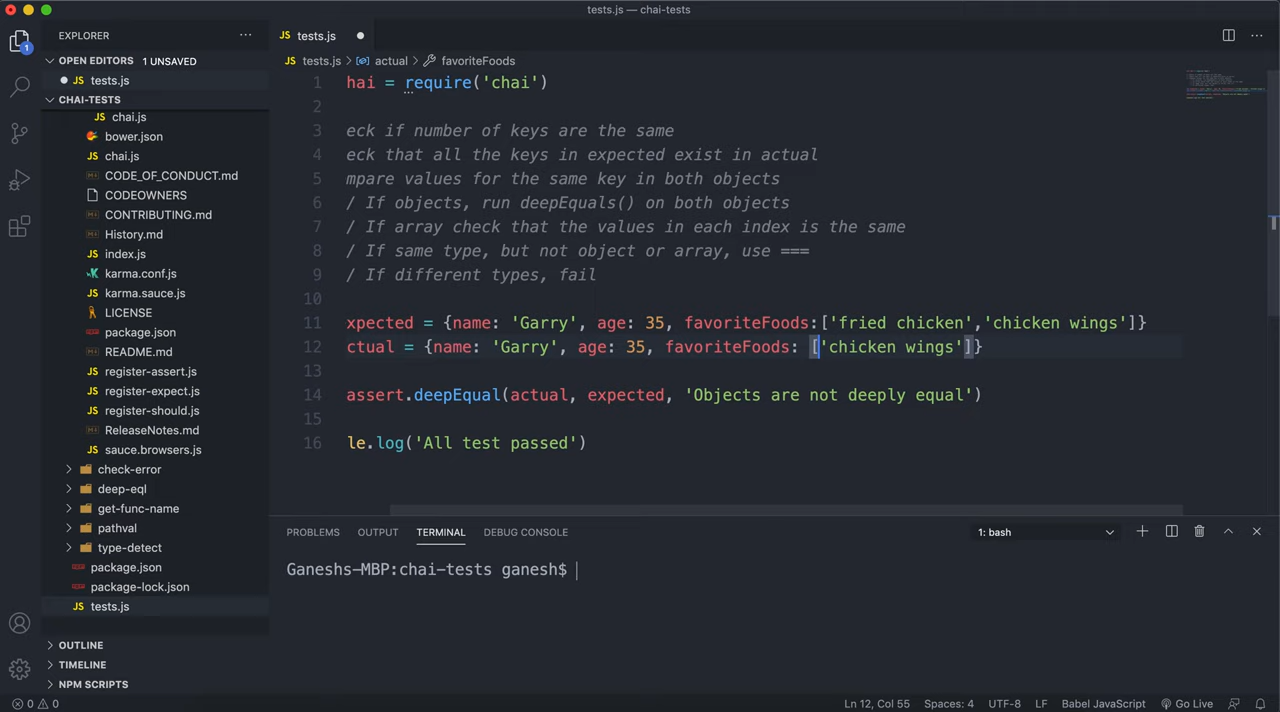 tests.js — chai-tests
EXPLORER
OPEN EDITORS 1 UNSAVED
tests.js
CHAI-TESTS
chai.js
bower.json
chai.js
CODE_OF_CONDUCT.md
CODEOWNERS
CONTRIBUTING.md
History.md
index.js
karma.conf.js
karma.sauce.js
LICENSE
package.json
README.md
register-assert.js
register-expect.js
register-should.js
ReleaseNotes.md
sauce.browsers.js
check-error
deep-eql
get-func-name
pathval
type-detect
package.json
package-lock.json
tests.js
OUTLINE
TIMELINE
NPM SCRIPTS
JS tests.js
JS tests.js > actual > favoriteFoods
1 hai = require('chai')
2
3 eck if number of keys are the same
4 eck that all the keys in expected exist in actual
5 mpare values for the same key in both objects
6 / If objects, run deepEquals() on both objects
7 / If array check that the values in each index is the same
8 / If same type, but not object or array, use ===
9 / If different types, fail
10
11 xpected = {name: 'Garry', age: 35, favoriteFoods:['fried chicken','chicken wings']}
12 ctual = {name: 'Garry', age: 35, favoriteFoods: ['chicken wings']}
13
14 assert.deepEqual(actual, expected, 'Objects are not deeply equal')
15
16 le.log('All test passed')
PROBLEMS OUTPUT TERMINAL DEBUG CONSOLE 1: bash
Ganeshs-MBP:chai-tests ganesh$
0 0 Ln 12, Col 55 Spaces: 4 UTF-8 LF Babel JavaScript Go Live